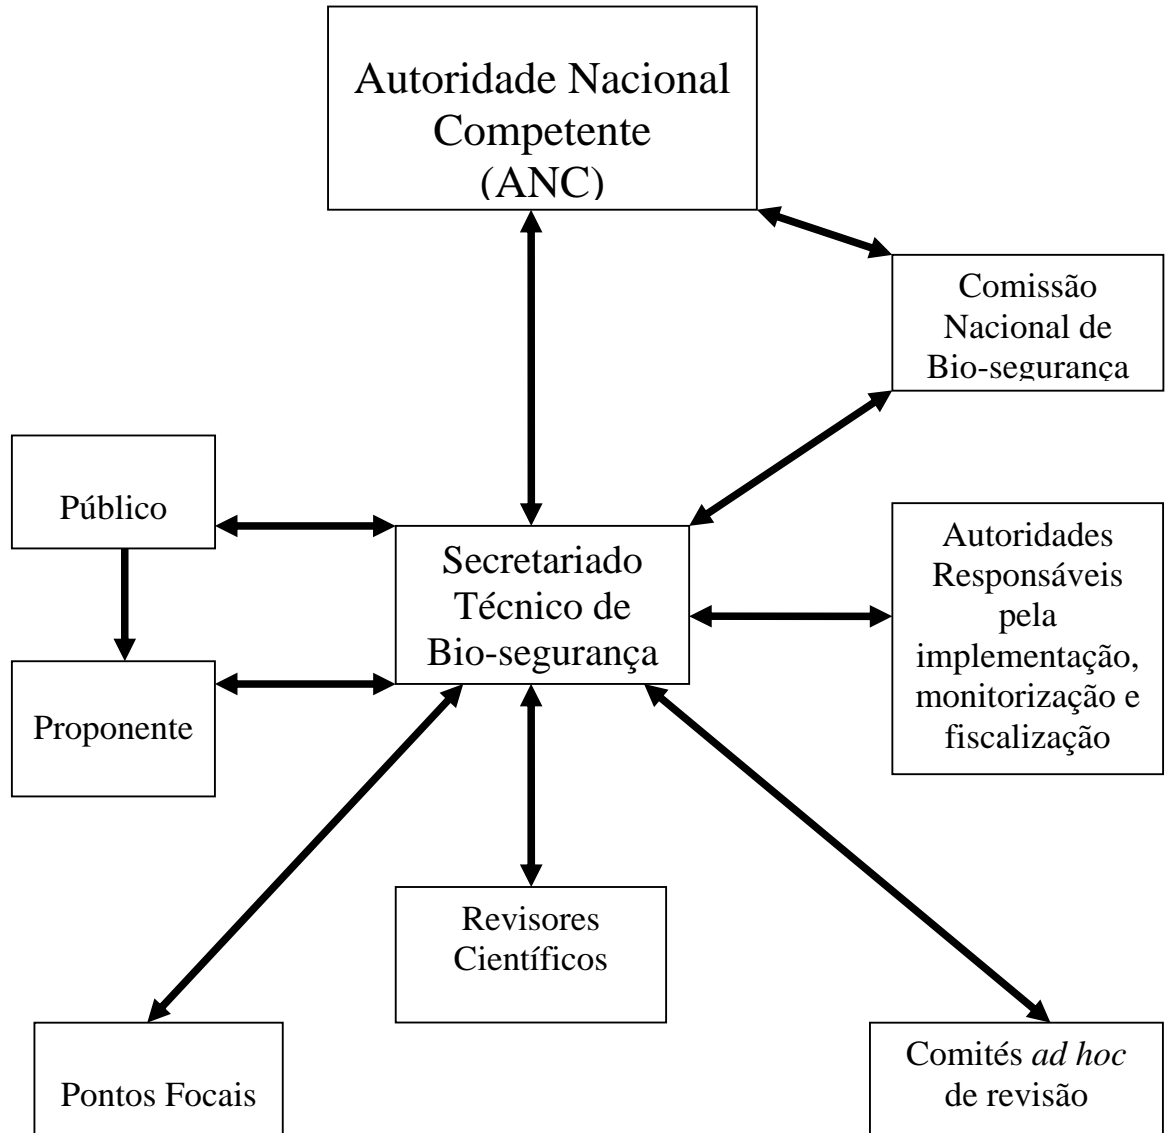 Autoridade Nacional
Competente
(ANC)
Comissão
Nacional de
Bio-segurança
Público
Secretariado
Técnico de
Bio-segurança
Autoridades
Responsáveis
pela
implementação,
monitorização e
fiscalização
Proponente
Revisores
Científicos
Pontos Focais
Comités ad hoc
de revisão